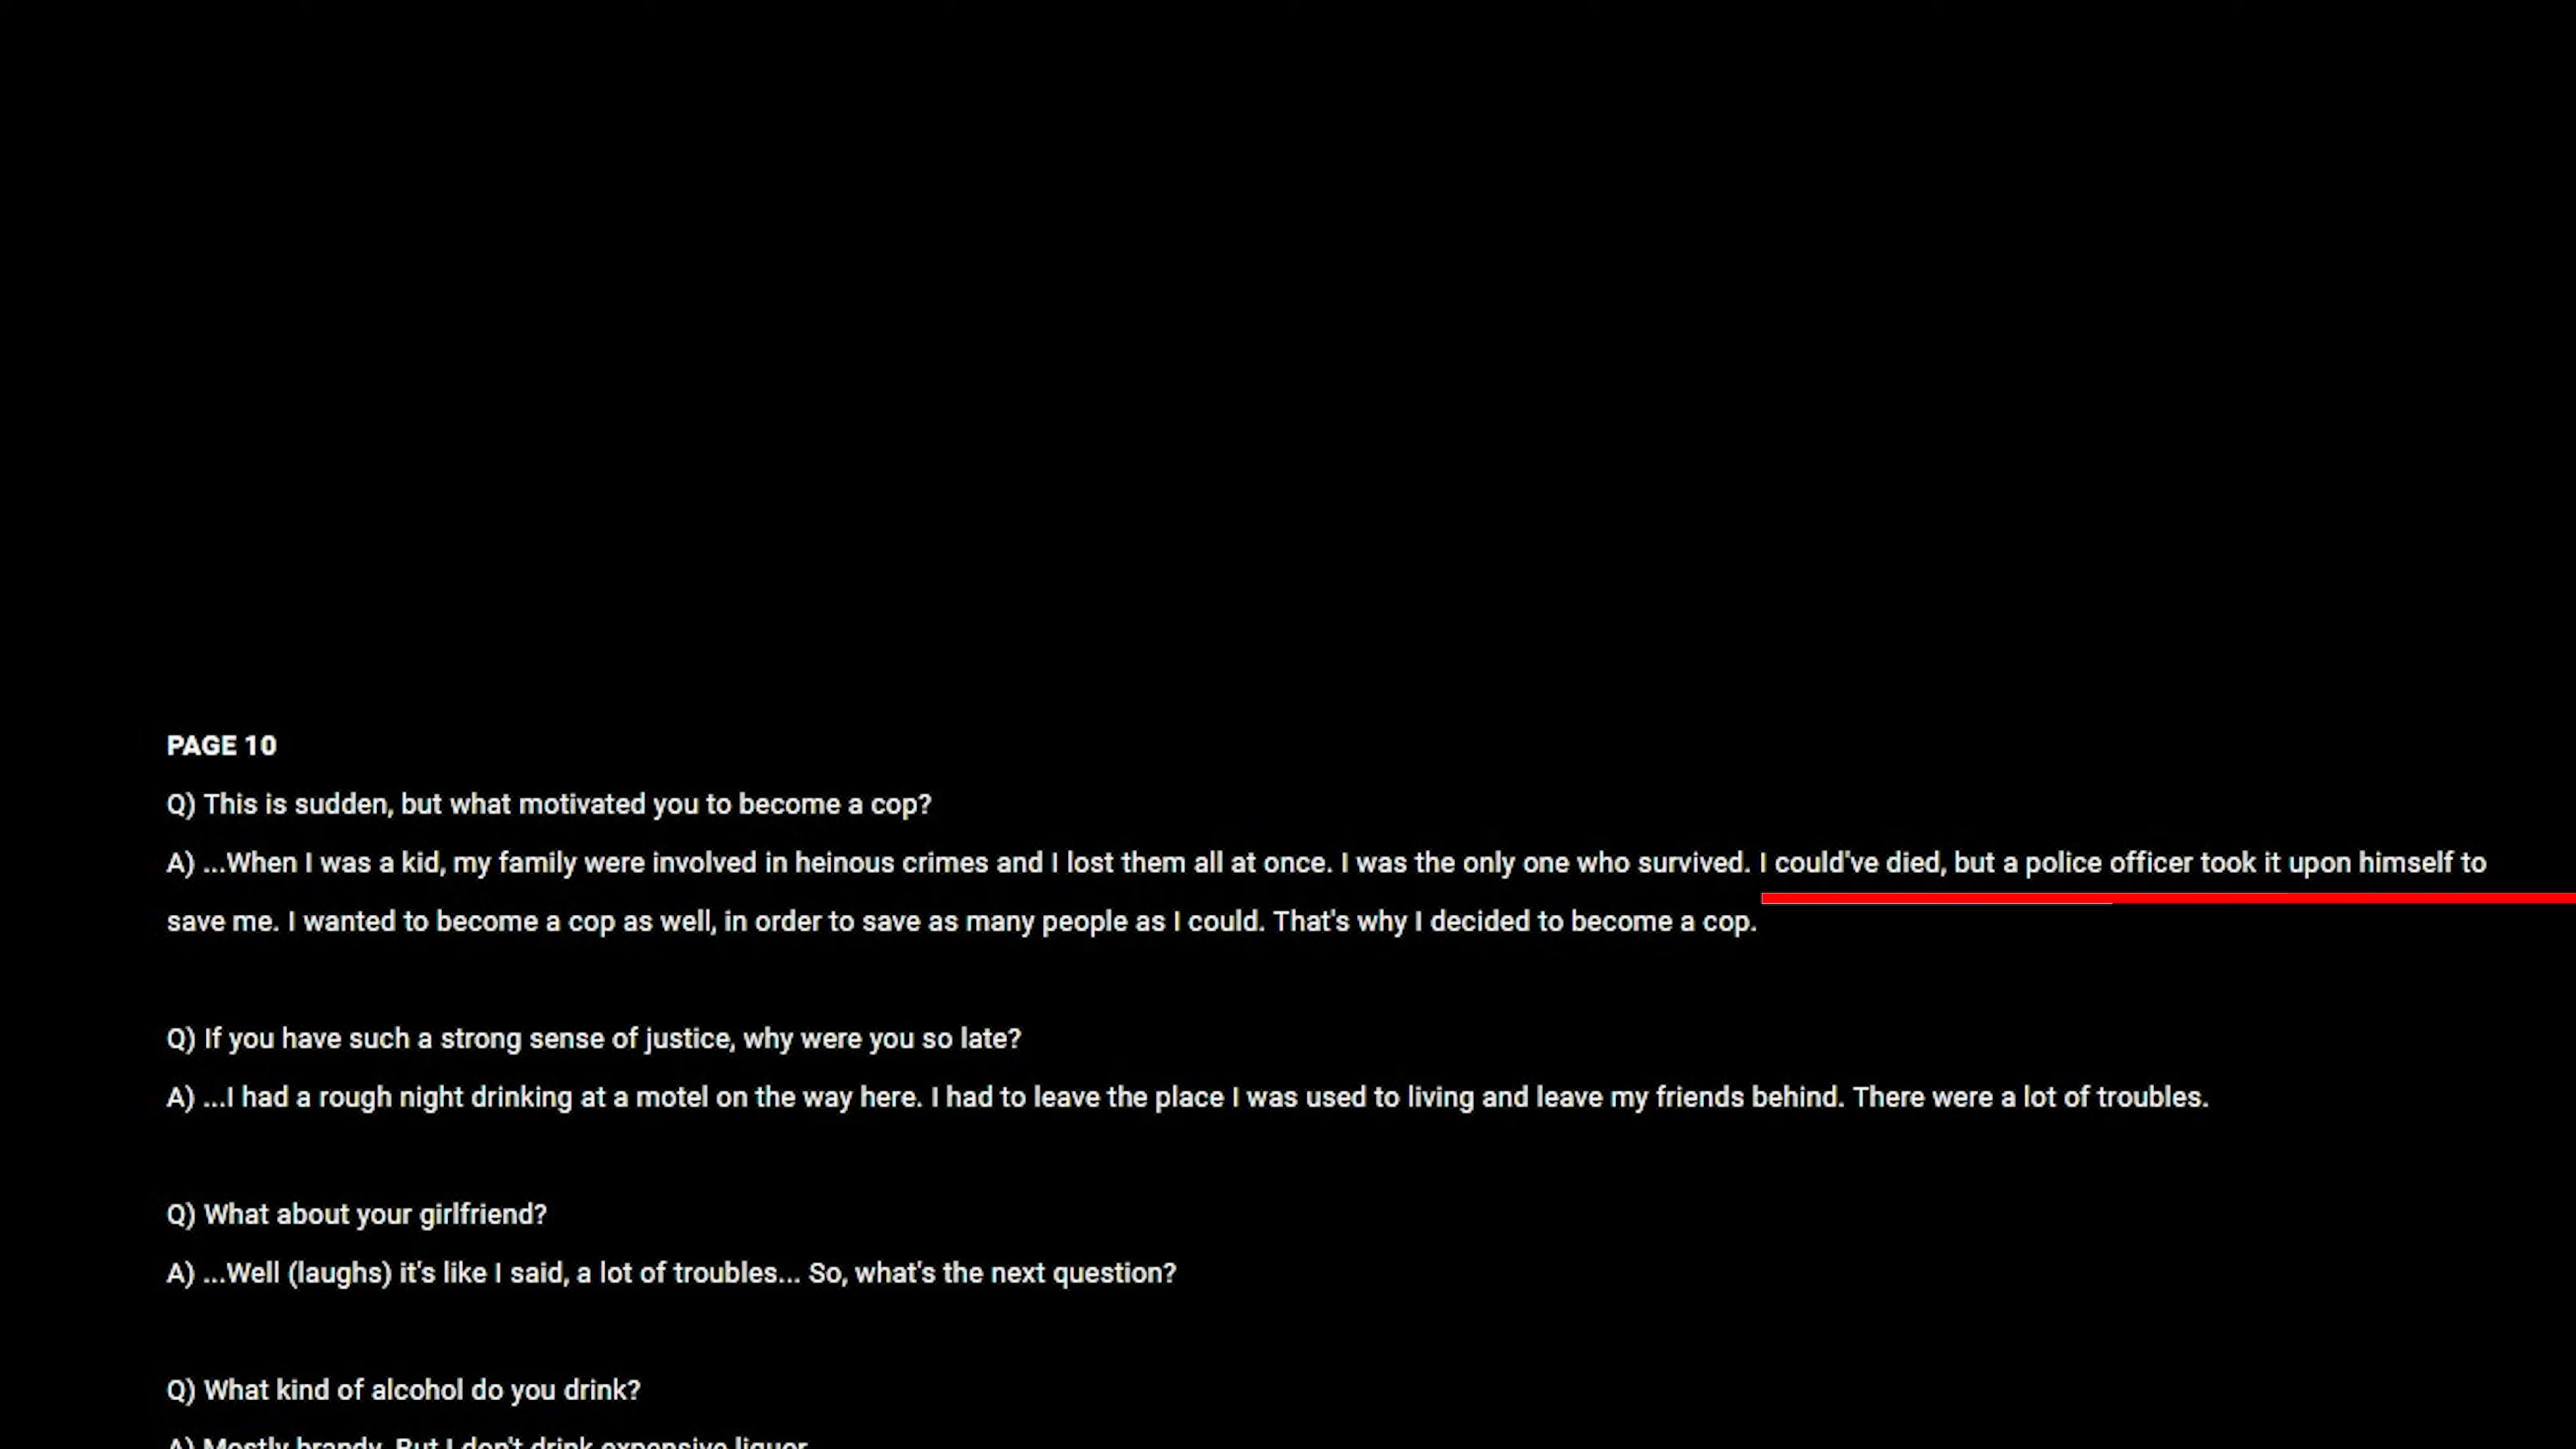 PAGE 10
Q) This is sudden, but what motivated you to become a cop?
A) ...When I was a kid, my family were involved in heinous crimes and I lost them all at once. I was the only one who survived. I could've died, but a police officer took it upon himself to
save me. I wanted to become a cop as well, in order to save as many people as I could. That's why I decided to become a cop.
Q) If you have such a strong sense of justice, why were you so late?
A) ...I had a rough night drinking at a motel on the way here. I had to leave the place I was used to living and leave my friends behind. There were a lot of troubles.
Q) What about your girlfriend?
A) ...Well (laughs) it's like I said, a lot of troubles... So, what's the next question?
Q) What kind of alcohol do you drink?
A) Mostly brandy. But I don't drink expensive liquor.